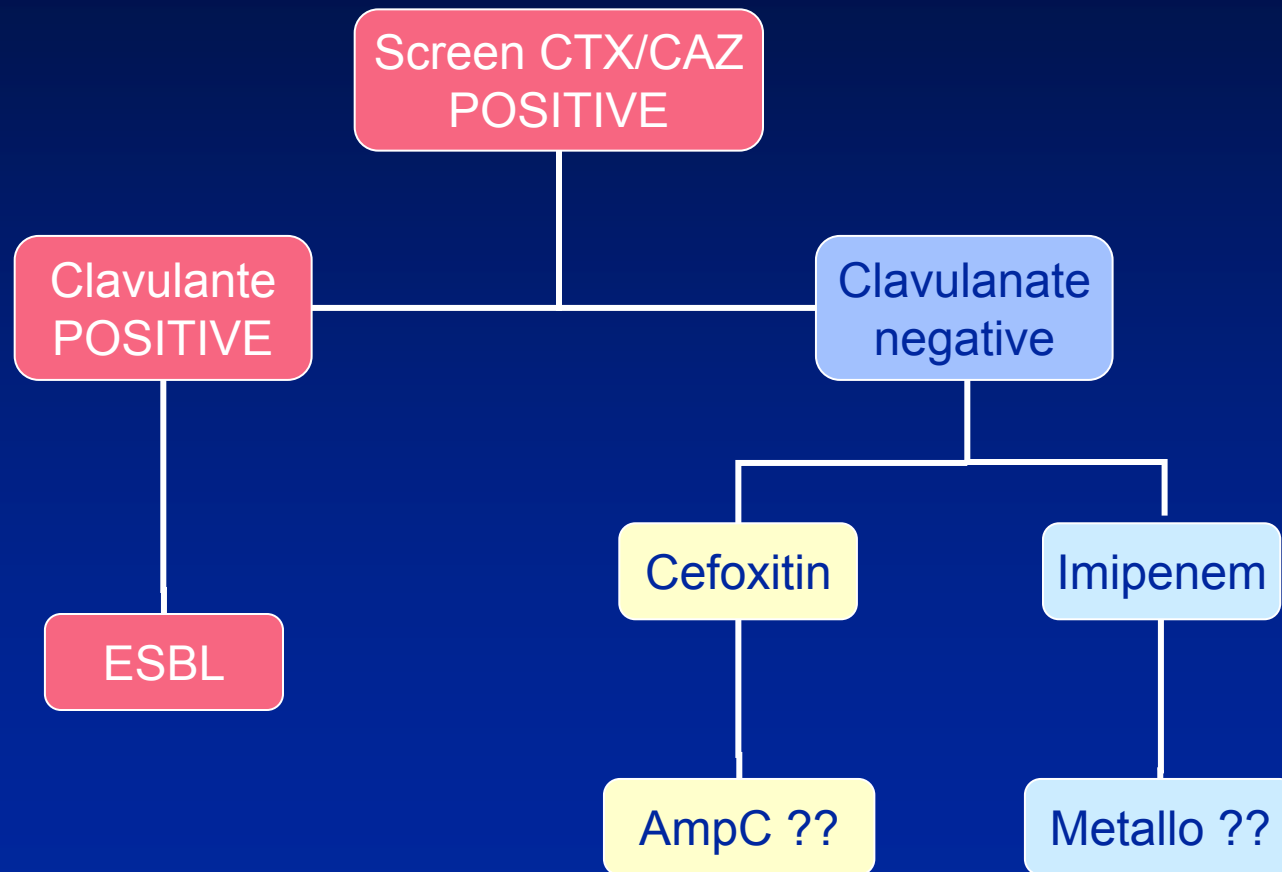 Screen CTX/CAZ
POSITIVE
Clavulante
POSITIVE
Clavulanate
negative
Cefoxitin
Imipenem
ESBL
AmpC ??
Metallo ??